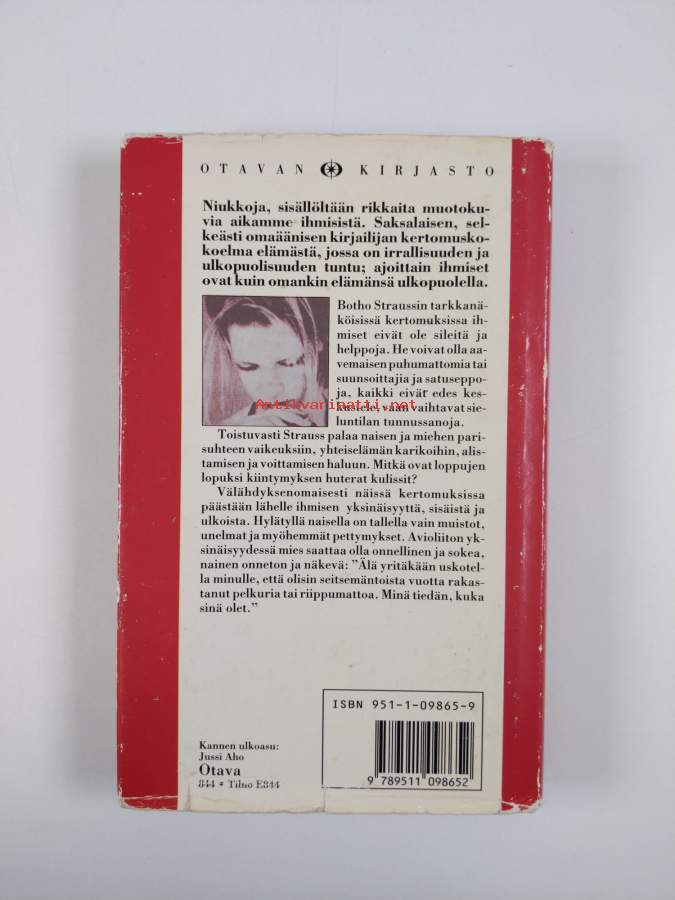 OTAVAN KIRJASTO
Niukkoja, sisällöltään rikkaita muotoku-
via aikamme ihmisistä. Saksalaisen, sel-
keästi omaäänisen kirjailijan kertomusko-
koelma elämästä, jossa on irrallisuuden ja
ulkopuolisuuden tuntu; ajoittain ihmiset
ovat kuin omankin elämänsä ulkopuolella.
Botho Straussin tarkkanä-
köisissä kertomuksissa ih-
miset eivät ole sileitä ja
helppoja. He voivat olla aa-
vemaisen puhumattomia tai
suunsoittajia ja satuseppo-
ja, kaikki eivät edes kes-
kustele, vaan vaihtavat sie-
luntilan tunnussanoja.
Antikvariaatti.net
Toistuvasti Strauss palaa naisen ja miehen pari-
suhteen vaikeuksiin, yhteiselämän karikoihin, alis-
tamisen ja voittamisen haluun. Mitkä ovat loppujen
lopuksi kiintymyksen huterat kulissit?
Välähdyksenomaisesti näissä kertomuksissa
päästään lähelle ihmisen yksinäisyyttä, sisäistä ja
ulkoista. Hylätyllä naisella on tallella vain muistot,
unelmat ja myöhemmät pettymykset. Avioliiton yk-
sinäisyydessä mies saattaa olla onnellinen ja sokea,
nainen onneton ja näkevä: ”Älä yritäkään uskotel-
la minulle, että olisin seitsemäntoista vuotta rakas-
tanut pelkuria tai riippumattoa. Minä tiedän, kuka
sinä olet.”
ISBN 951-1-09865-9
9 789511 098652
Kannen ulkoasu:
Jussi Aho
Otava
844 * Tilno E844